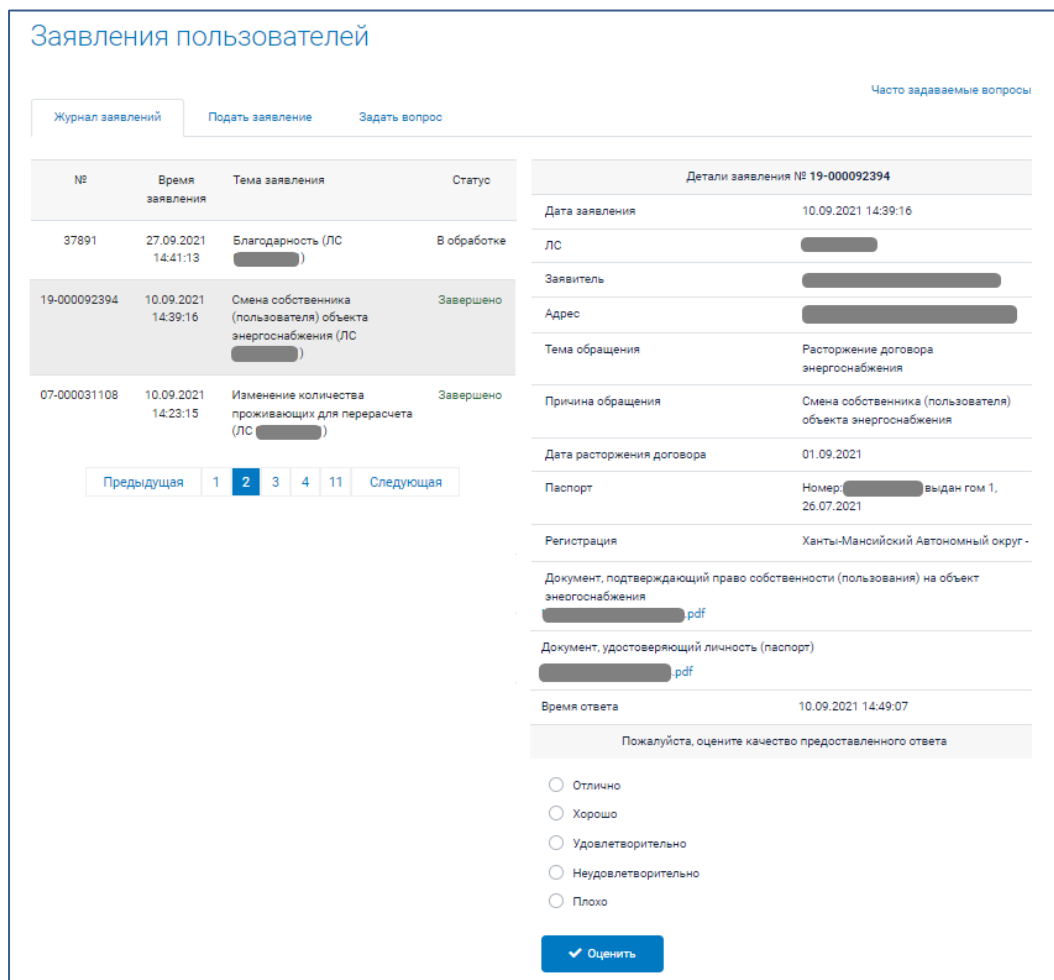 Заявления пользователей
Часто задаваемые вопросы
Журнал заявлений
Подать заявление
Задать вопрос
№
Время
заявления
Тема заявления
Статус
37891
27.09.2021
14:41:13
Благодарность (ЛС
)
В обработке
19-000092394
10.09.2021
14:39:16
Смена собственника
(пользователя) объекта
энергоснабжения (ЛС
)
Завершено
07-000031108
10.09.2021
14:23:15
Изменение количества
проживающих для перерасчета
(ЛС )
Завершено
Предыдущая 1 2 3 4 11 Следующая
Детали заявления № 19-000092394
Дата заявления 10.09.2021 14:39:16
ЛС
Заявитель
Адрес
Тема обращения
Расторжение договора
энергоснабжения
Причина обращения
Смена собственника (пользователя)
объекта энергоснабжения
Дата расторжения договора 01.09.2021
Паспорт
Номер: выдан гом 1,
26.07.2021
Регистрация Ханты-Мансийский Автономный округ -
Документ, подтверждающий право собственности (пользования) на объект
энергоснабжения
.pdf
Документ, удостоверяющий личность (паспорт)
.pdf
Время ответа 10.09.2021 14:49:07
Пожалуйста, оцените качество предоставленного ответа
Отлично
Хорошо
Удовлетворительно
Неудовлетворительно
Плохо
Оценить